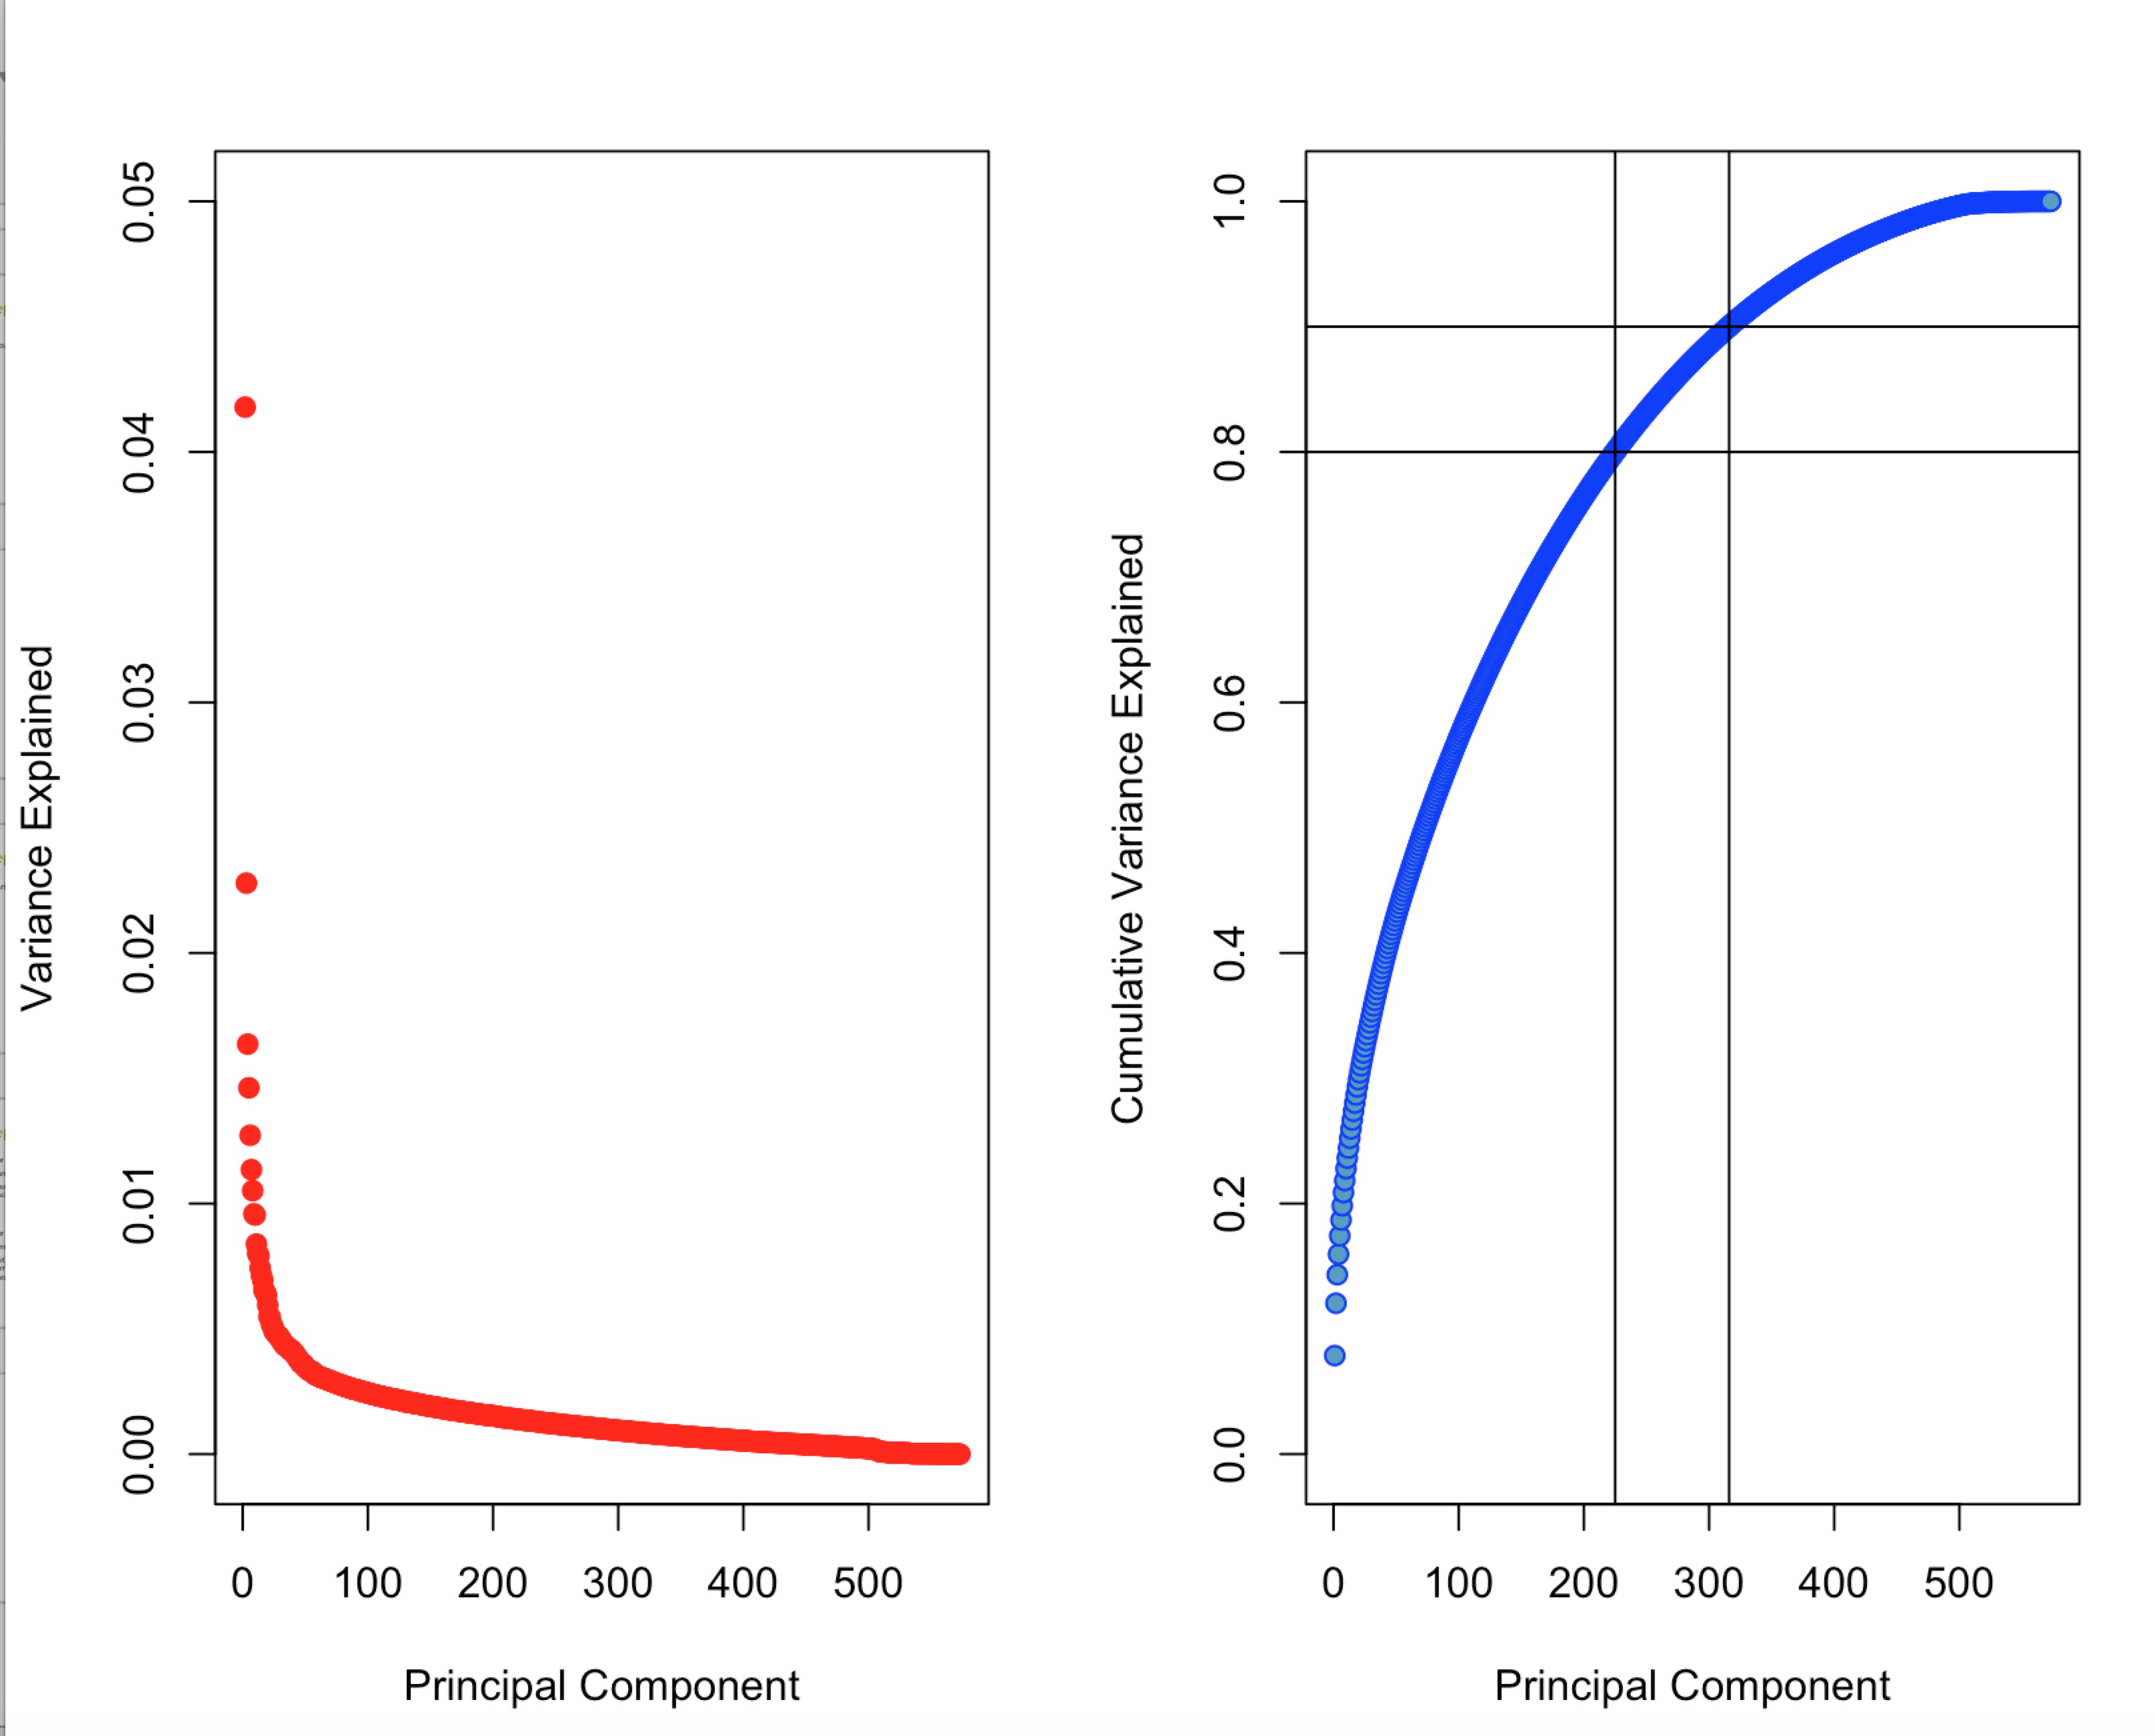 Variance Explained
0.05
0.04
0.03
0.02
0.01
0.00
0 100 200 300 400 500
Principal Component
Cumulative Variance Explained
1.0
0.8
0.6
0.4
0.2
0.0
0 100 200 300 400 500
Principal Component